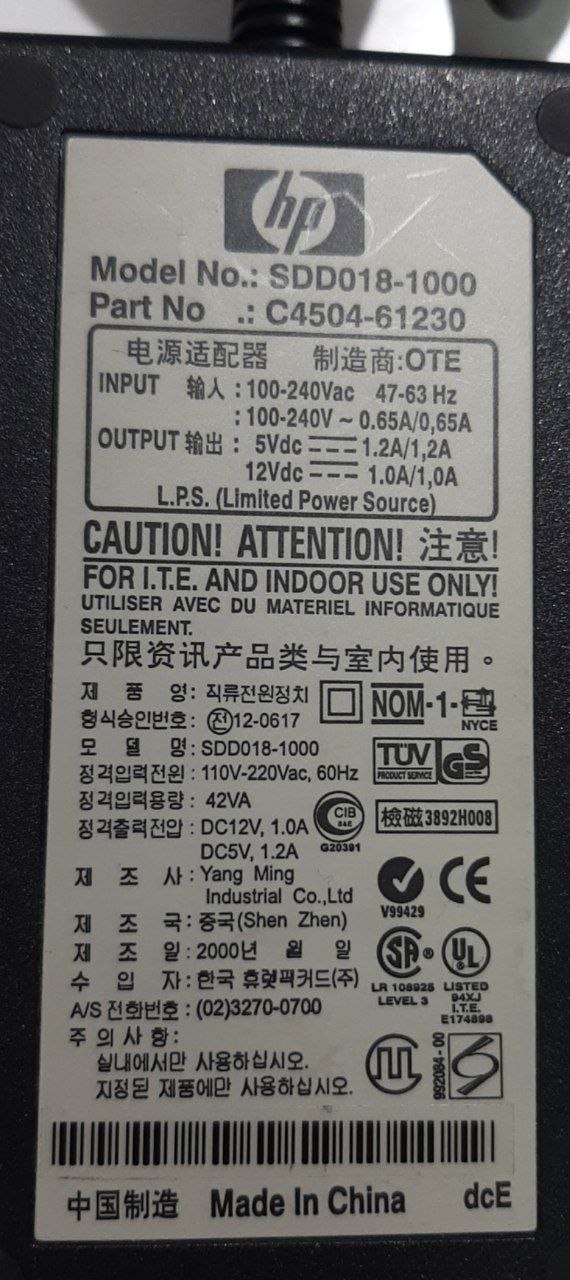 hp
Model No.: SDD018-1000
Part No .: C4504-61230
电源适配器 制造商:OTE
INPUT 输人 : 100-240Vac 47-63 Hz
: 100-240V ~ 0.65A/0,65A
OUTPUT 输出 : 5Vdc 1.2A/1,2A
12Vdc 1.0A/1,0A
L.P.S. (Limited Power Source)
CAUTION! ATTENTION! 注意!
FOR I.T.E. AND INDOOR USE ONLY!
UTILISER AVEC DU MATERIEL INFORMATIQUE
SEULEMENT.
只限资讯产品类与室内使用。
제 품 명: 직류전원정치
형식승인번호: 전12-0617
모 델 명: SDD018-1000
정격입력전원: 110V-220Vac, 60Hz
정격입력용량: 42VA
정격출력전압: DC12V, 1.0A
DC5V, 1.2A
제 조 사: Yang Ming
Industrial Co.,Ltd
제 조 국: 중국(Shen Zhen)
제 조 일: 2000년 월 일
수 입 자: 한국 휴렛팩커드(주)
A/S 전화번호: (02)3270-0700
주 의 사 항:
실내에서만 사용하십시오.
지정된 제품에만 사용하십시오.
NOM-1-
NYCE
TÜV
PRODUCT SERVICE
GS
CIB
G20391
檢磁3892H008
V99429
CE
SA ®
LR 108925
LEVEL 3
UL
LISTED
94XJ
I.T.E.
E174898
992084-00
中国制造 Made In China dcE